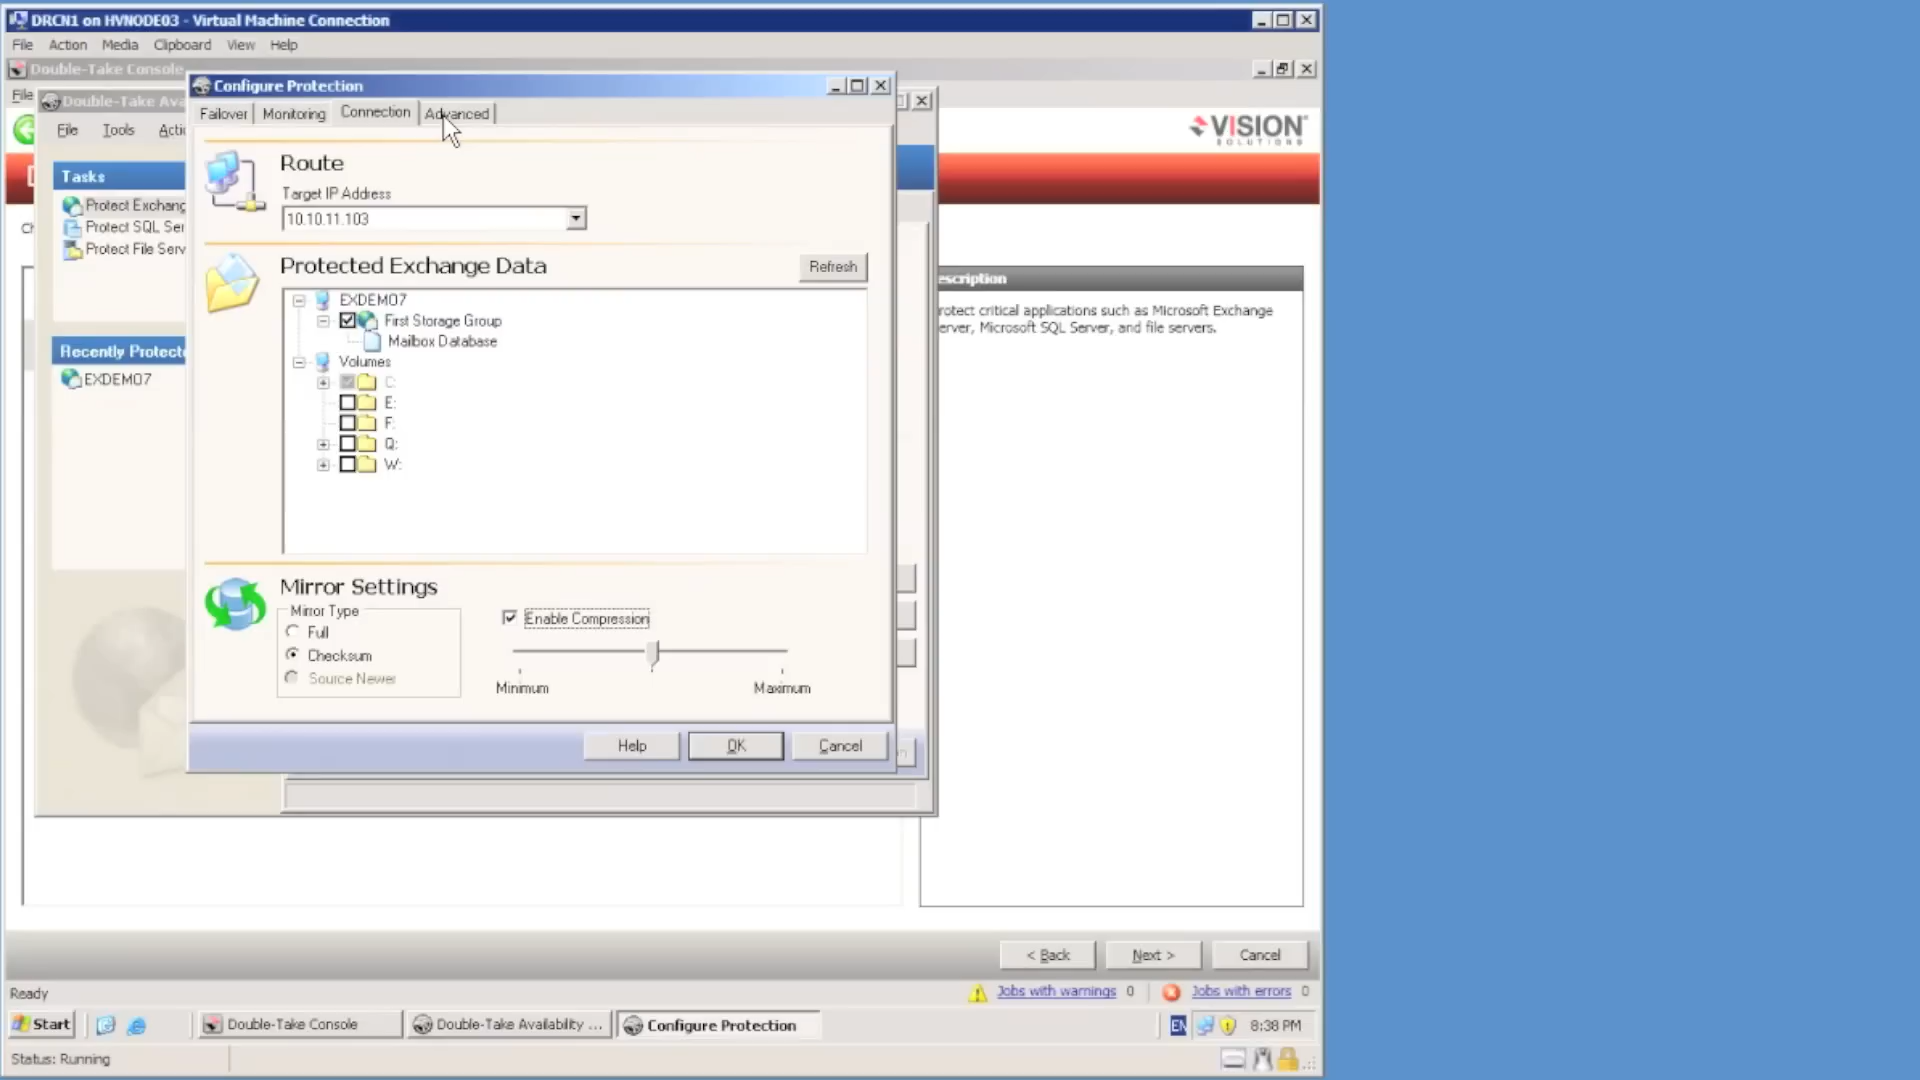 DRCN1 on HVNODE03 - Virtual Machine Connection
File Action Media Clipboard View Help
Double-Take Console
File
Double-Take Ava
File Tools Acti
VISION
SOLUTIONS
Tasks
Protect Exchang
Protect SQL Ser
Protect File Serv
Recently Protect
EXDEMO7
Configure Protection
Failover Monitoring Connection Advanced
Route
Target IP Address
10.10.11.103
Protected Exchange Data
Refresh
EXDEMO7
First Storage Group
Mailbox Database
Volumes
C:
E:
F:
Q:
W:
Mirror Settings
Mirror Type
Full
Checksum
Source Newer
Enable Compression
Minimum
Maximum
Help
OK
Cancel
escription
rotect critical applications such as Microsoft Exchange
erver, Microsoft SQL Server, and file servers.
< Back
Next >
Cancel
Ready
Jobs with warnings 0
Jobs with errors 0
Start
Double-Take Console
Double-Take Availability ...
Configure Protection
EN
8:38 PM
Status: Running